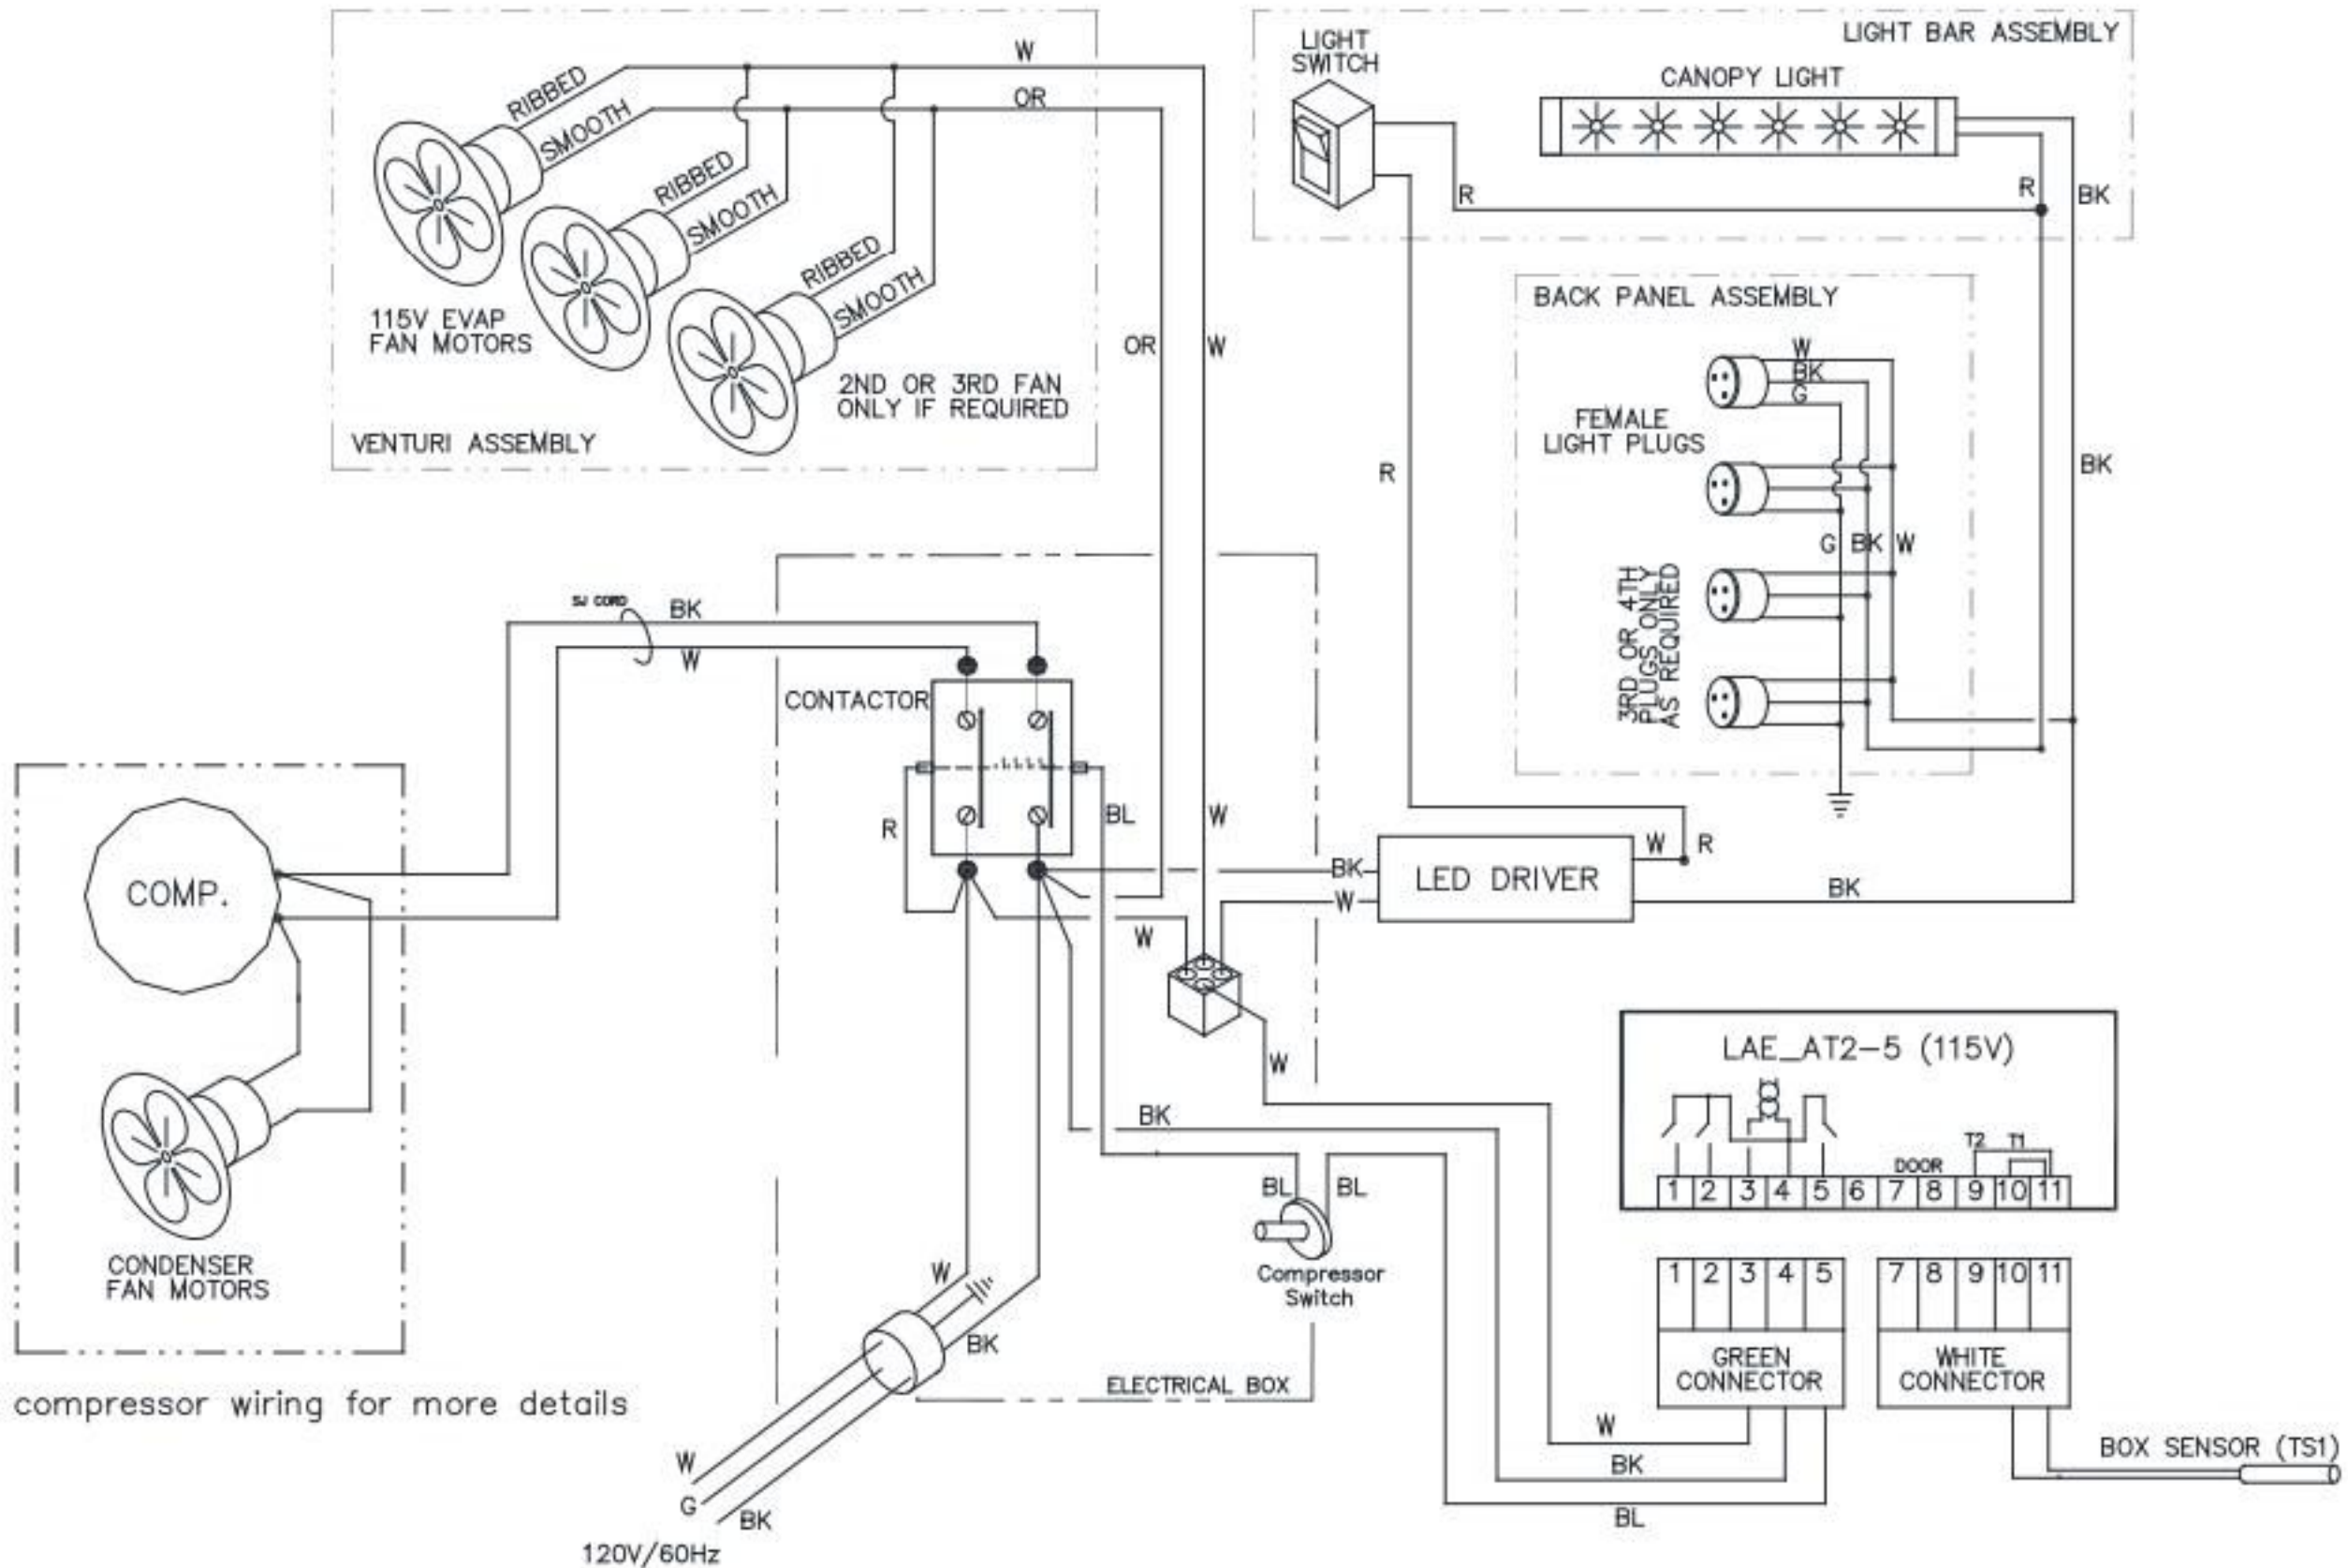 LIGHT BAR ASSEMBLY
LIGHT
SWITCH
CANOPY LIGHT
R
R
BK
W
OR
RIBBED
SMOOTH
RIBBED
SMOOTH
RIBBED
SMOOTH
115V EVAP
FAN MOTORS
2ND OR 3RD FAN
ONLY IF REQUIRED
VENTURI ASSEMBLY
OR
W
R
BACK PANEL ASSEMBLY
W
BK
G
FEMALE
LIGHT PLUGS
BK
G BK W
3RD OR 4TH
PLUGS ONLY
AS REQUIRED
SJ CORD
BK
W
CONTACTOR
R
BL
W
COMP.
BK
W
LED DRIVER
W
R
BK
W
W
CONDENSER
FAN MOTORS
LAE_AT2-5 (115V)
T2 T1
DOOR
1 2 3 4 5 6 7 8 9 10 11
BK
BL
BL
Compressor
Switch
1 2 3 4 5
GREEN
CONNECTOR
7 8 9 10 11
WHITE
CONNECTOR
W
BK
ELECTRICAL BOX
compressor wiring for more details
W
G
BK
120V/60Hz
W
BK
BL
BOX SENSOR (TS1)